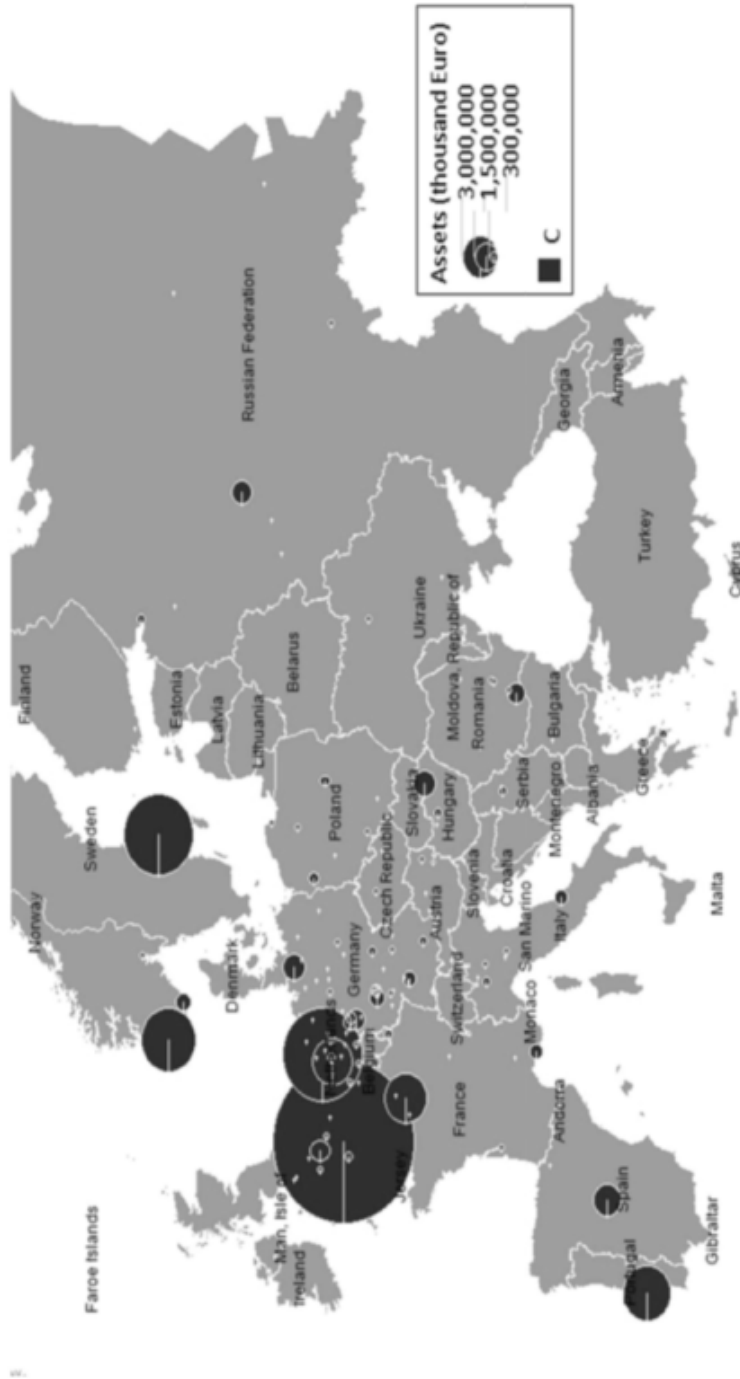 Faroe Islands
Norway
Sweden
Finland
Russian Federation
Estonia
Latvia
Lithuania
Belarus
Denmark
Man, Isle of
Ireland
Germany
Poland
Belgium
Jersey
Czech Republic
Slovakia
Ukraine
Austria
Hungary
Moldova, Republic of
Romania
France
Switzerland
Slovenia
Croatia
Serbia
Bulgaria
Georgia
Armenia
Monaco
San Marino
Montenegro
Andorra
Italy
Albania
Spain
Portugal
Greece
Turkey
Gibraltar
Malta
Cyprus
Assets (thousand Euro)
3,000,000
1,500,000
300,000
C